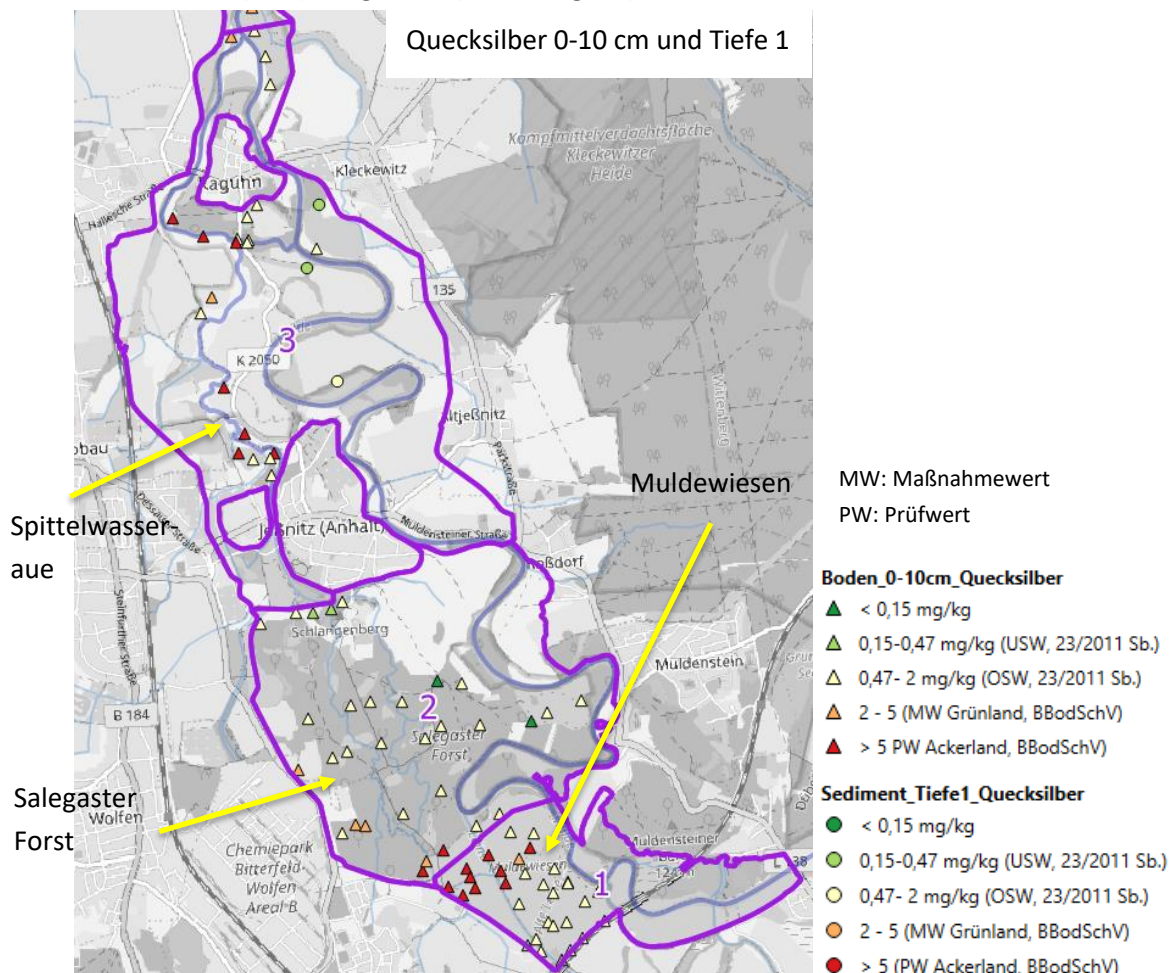 Quecksilber 0-10 cm und Tiefe 1
Kampfmittelverdachtsfläche
Kleckewitzer
Heide
Kleckewitz
Raguhn
Hallesche Straß
135
3
K 2050
Wittenberg
Altjeßnitz
Parkstraße
Muldewiesen
MW: Maßnahmewert
PW: Prüfwert
Spittelwasser-
aue
Dessauer Straße
Jeßnitz (Anhalt)
Muldensteiner Straße
Roßdorf
Boden_0-10cm_Quecksilber
< 0,15 mg/kg
0,15-0,47 mg/kg (USW, 23/2011 Sb.)
0,47- 2 mg/kg (OSW, 23/2011 Sb.)
2 - 5 (MW Grünland, BBodSchV)
> 5 PW Ackerland, BBodSchV)
Steinfurther Straße
Schlangenberg
Muldenstein
B 184
2
Salegaster
Forst
Salegaster
Forst
Wolfen
Chemiepark
Bitterfeld-
Wolfen
Areal B
Muldewiesen
Muldensteiner
1
L 138
Sediment_Tiefe1_Quecksilber
< 0,15 mg/kg
0,15-0,47 mg/kg (USW, 23/2011 Sb.)
0,47- 2 mg/kg (OSW, 23/2011 Sb.)
2 - 5 (MW Grünland, BBodSchV)
> 5 (PW Ackerland, BBodSchV)